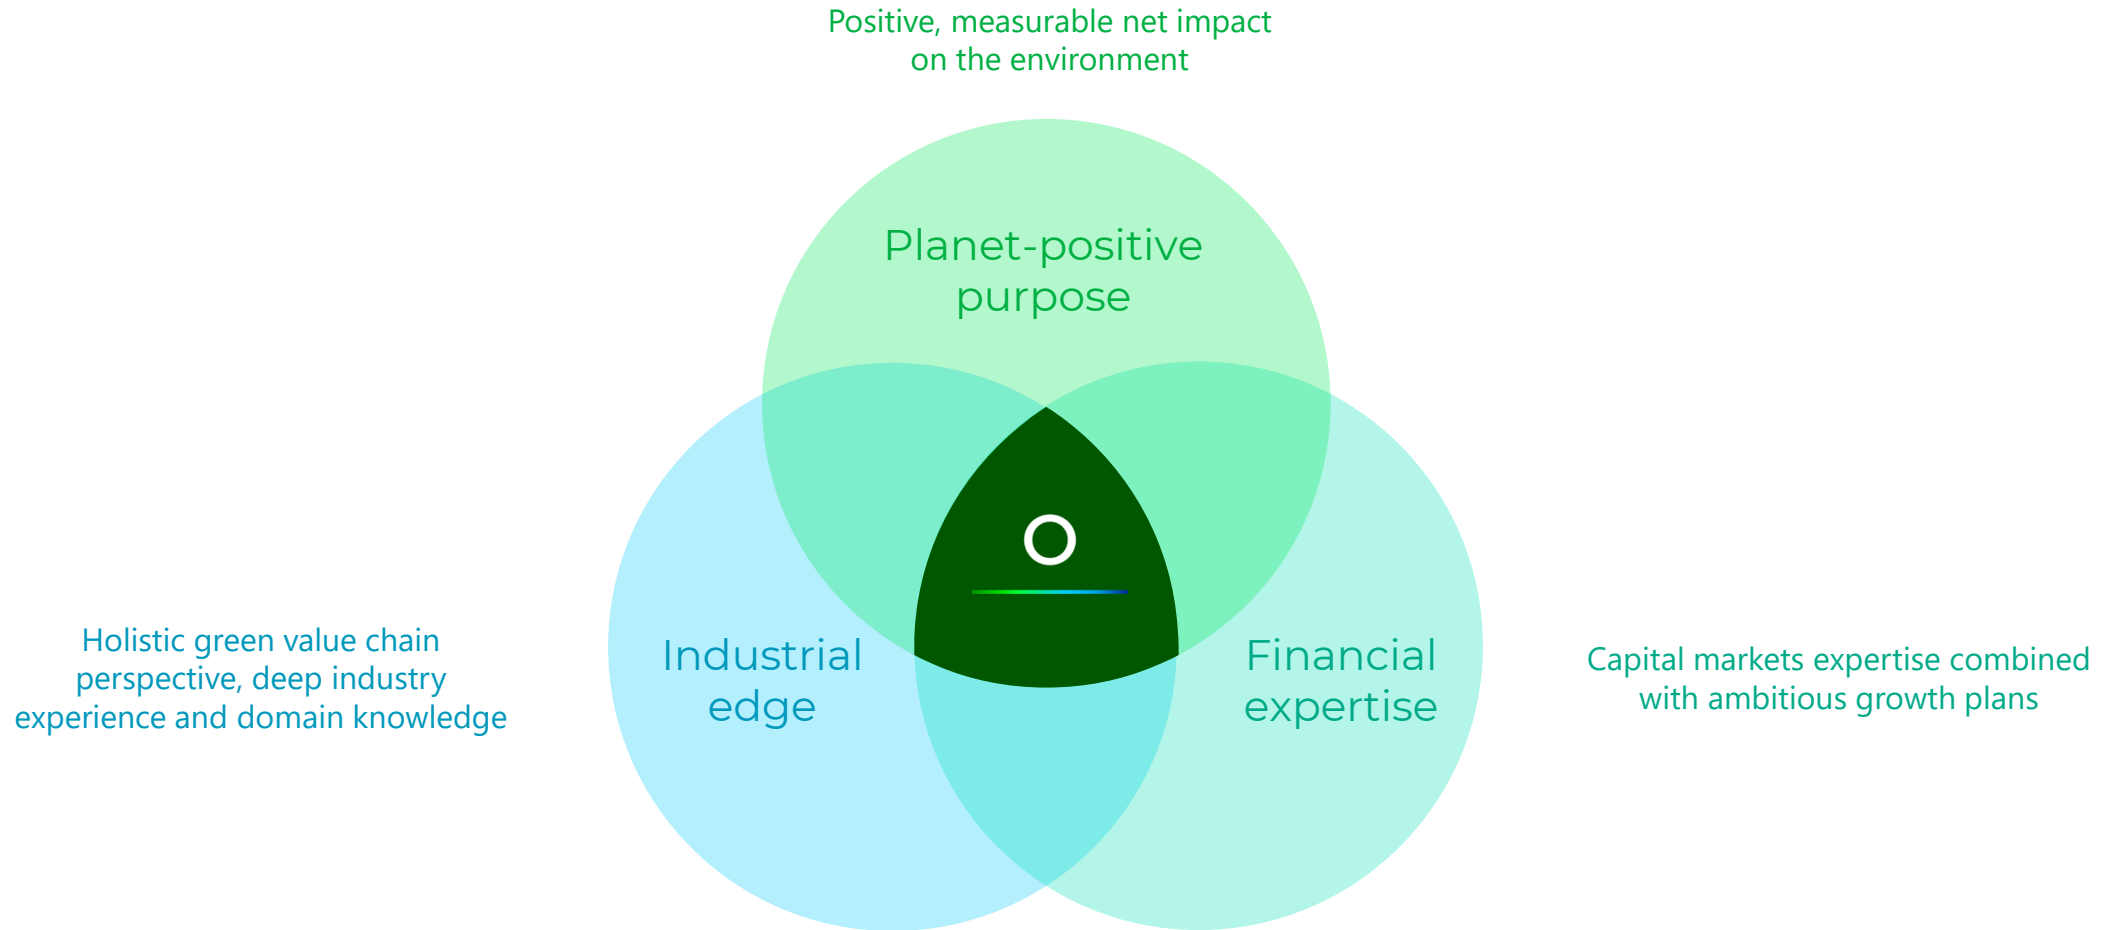 Positive, measurable net impact
on the environment
Planet-positive
purpose
Industrial
edge
Financial
expertise
Holistic green value chain
perspective, deep industry
experience and domain knowledge
Capital markets expertise combined
with ambitious growth plans